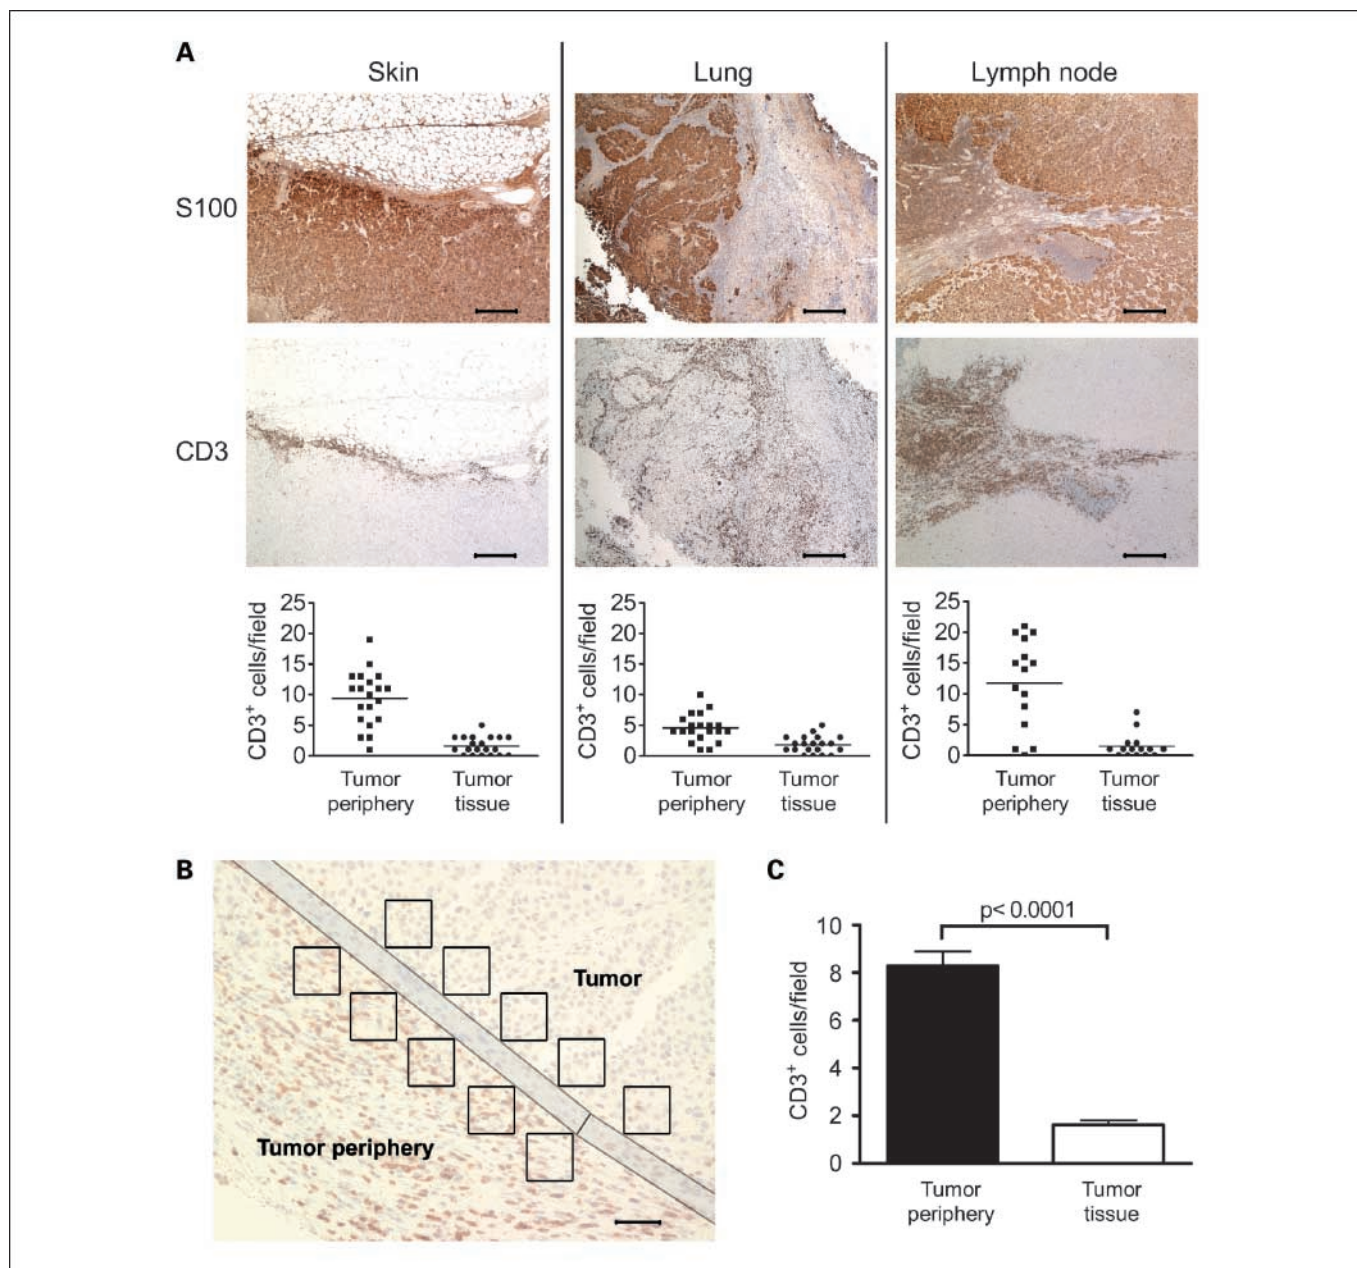 A
Skin
Lung
Lymph node
S100
CD3
CD3+ cells/field
25
20
15
10
5
0
Tumor
periphery
Tumor
tissue
CD3+ cells/field
25
20
15
10
5
0
Tumor
periphery
Tumor
tissue
CD3+ cells/field
25
20
15
10
5
0
Tumor
periphery
Tumor
tissue
B
Tumor
Tumor periphery
C
p< 0.0001
CD3+ cells/field
10
8
6
4
2
0
Tumor
periphery
Tumor
tissue